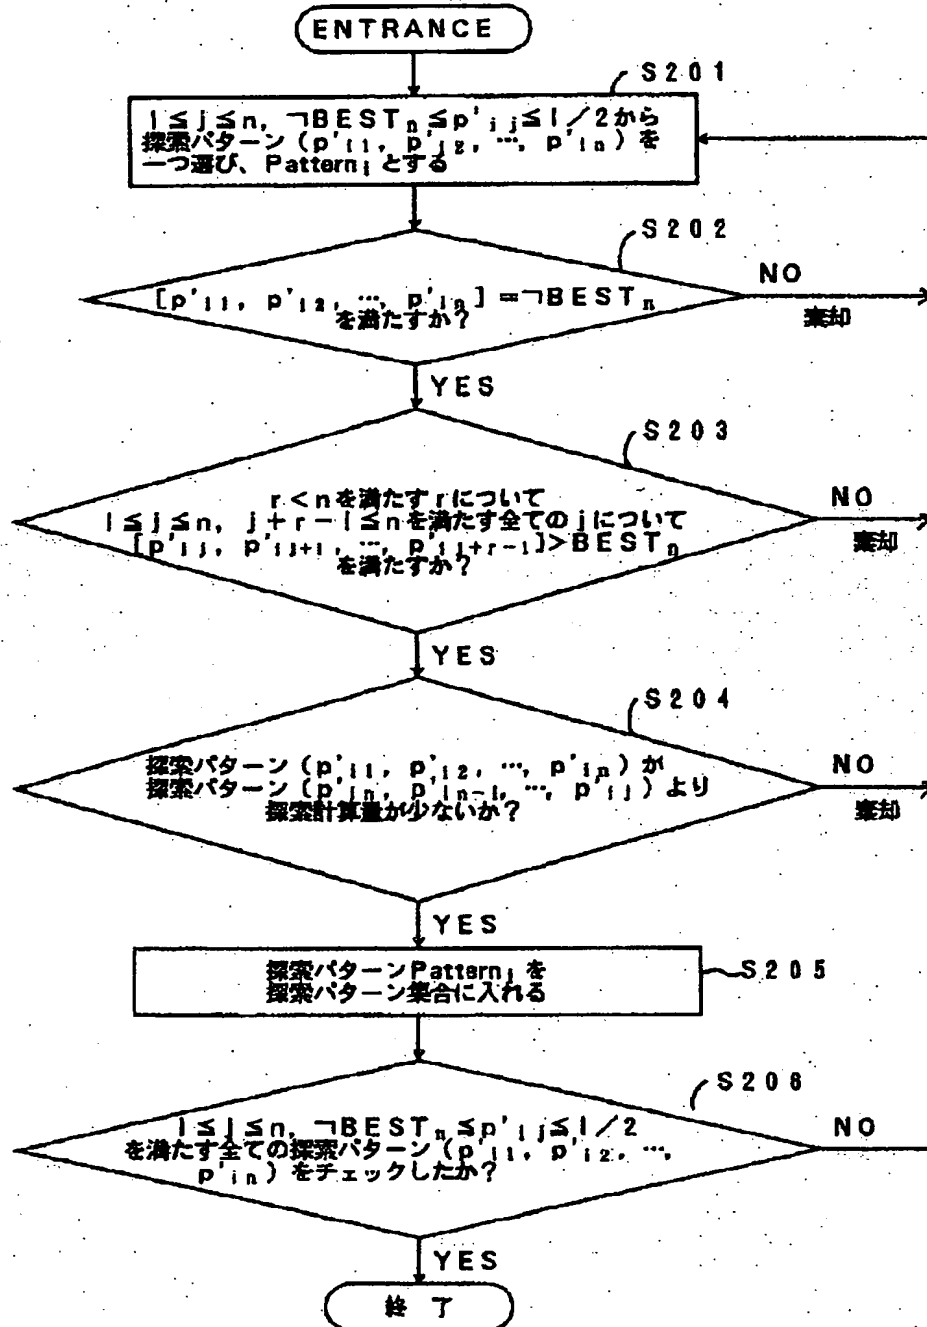 ENTRANCE
S201
1≦j≦n, ¬BESTn≦p'ij≦1/2から
探索パターン(p'i1, p'i2, …, p'in)を
一つ選び、Patterniとする
S202
[p'i1, p'i2, …, p'in]=¬BESTn
を満たすか?
NO
棄却
YES
S203
r<nを満たすrについて
1≦j≦n, j+r-1≦nを満たす全てのjについて
[p'ij, p'ij+1, …, p'ij+r-1]>BESTn
を満たすか?
NO
棄却
YES
S204
探索パターン(p'i1, p'i2, …, p'in)が
探索パターン(p'in, p'in-1, …, p'ij)より
探索計算量が少ないか?
NO
棄却
YES
探索パターンPatterniを
探索パターン集合に入れる
S205
S206
1≦j≦n, ¬BESTn≦p'ij≦1/2
を満たす全ての探索パターン(p'i1, p'i2, …,
p'in)をチェックしたか?
NO
YES
終了